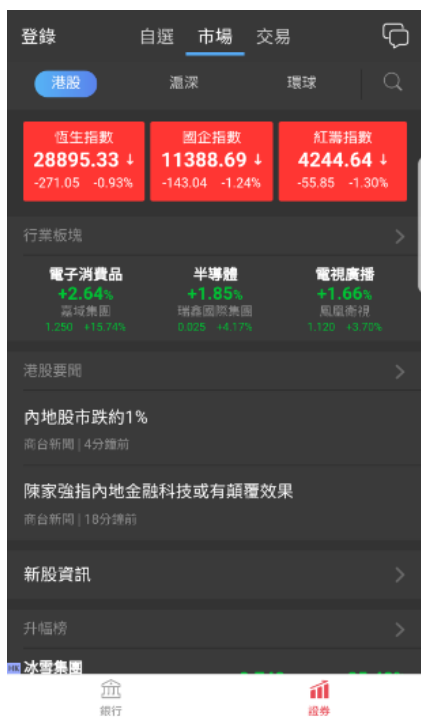 登錄 自選 市場 交易
港股 滬深 環球
恆生指數 國企指數 紅籌指數
28895.33 ↓ 11388.69 ↓ 4244.64 ↓
-271.05 -0.93% -143.04 -1.24% -55.85 -1.30%
行業板塊
電子消費品 半導體 電視廣播
+2.64% +1.85% +1.66%
嘉域集團 瑞鑫國際集團 鳳凰衛視
1.250 +15.74% 0.025 +4.17% 1.120 +3.70%
港股要聞
內地股市跌約1%
商台新聞 | 4分鐘前
陳家強指內地金融科技或有顛覆效果
商台新聞 | 18分鐘前
新股資訊
升幅榜
HK 冰雪集團
銀行 證券